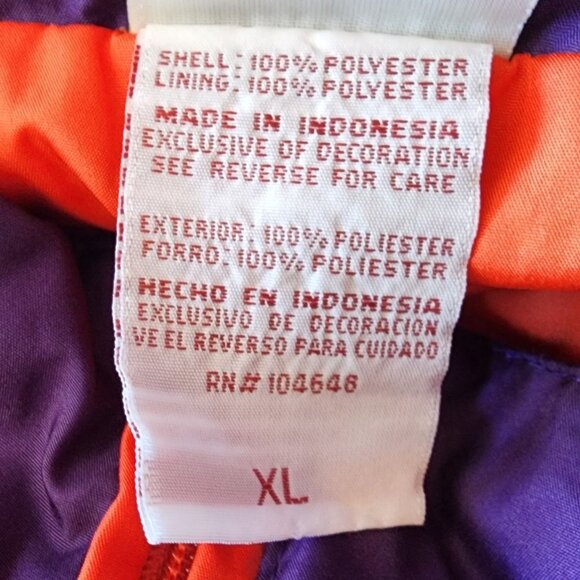 SHELL: 100% POLYESTER
LINING: 100% POLYESTER
MADE IN INDONESIA
EXCLUSIVE OF DECORATION
SEE REVERSE FOR CARE
EXTERIOR: 100% POLIESTER
FORRO: 100% POLIESTER
HECHO EN INDONESIA
EXCLUSIVO DE DECORACION
VE EL REVERSO PARA CUIDADO
RN# 104646
XL